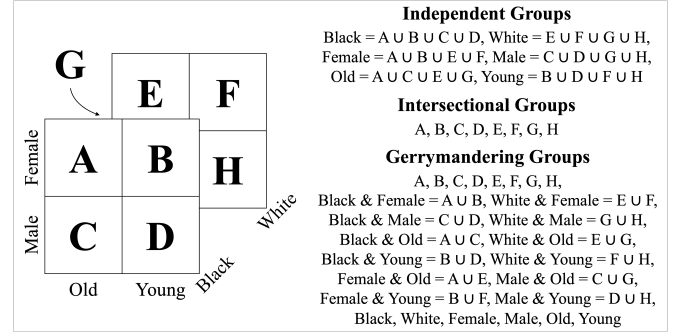 G
E F
A B
H
C D
Female
Male
Old Young
Black
White
Independent Groups
Black = A ∪ B ∪ C ∪ D, White = E ∪ F ∪ G ∪ H,
Female = A ∪ B ∪ E ∪ F, Male = C ∪ D ∪ G ∪ H,
Old = A ∪ C ∪ E ∪ G, Young = B ∪ D ∪ F ∪ H
Intersectional Groups
A, B, C, D, E, F, G, H
Gerrymandering Groups
A, B, C, D, E, F, G, H,
Black & Female = A ∪ B, White & Female = E ∪ F,
Black & Male = C ∪ D, White & Male = G ∪ H,
Black & Old = A ∪ C, White & Old = E ∪ G,
Black & Young = B ∪ D, White & Young = F ∪ H,
Female & Old = A ∪ E, Male & Old = C ∪ G,
Female & Young = B ∪ F, Male & Young = D ∪ H,
Black, White, Female, Male, Old, Young